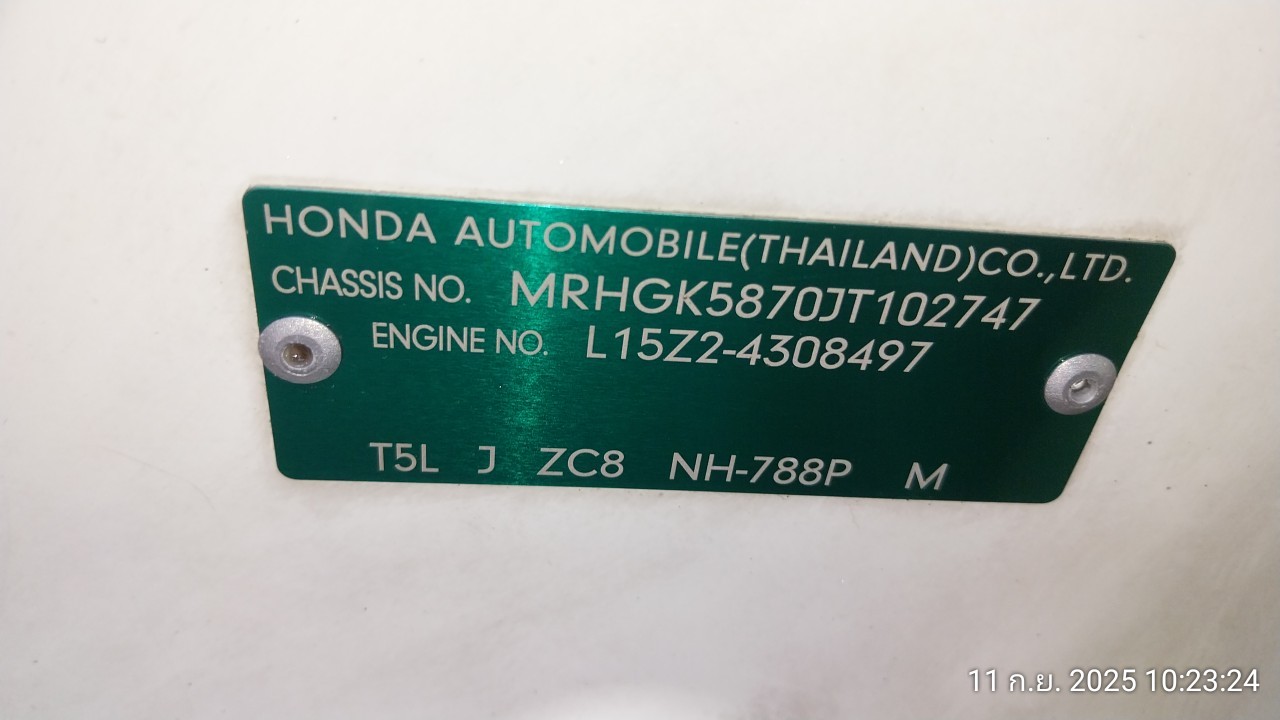 HONDA AUTOMOBILE(THAILAND)CO.,LTD.
CHASSIS NO. MRHGK5870JT102747
ENGINE NO. L15Z2-4308497
T5L J ZC8 NH-788P M
11 ก.ย. 2025 10:23:24